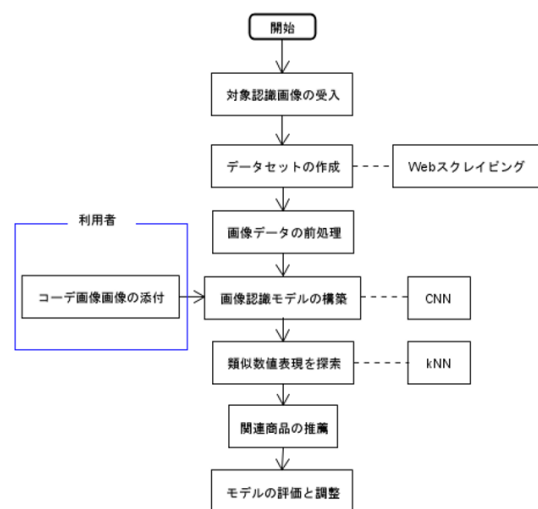 開始
対象認識画像の受入
データセットの作成
Webスクレイピング
画像データの前処理
利用者
コーデ画像画像の添付
画像認識モデルの構築
CNN
類似数値表現を探索
kNN
関連商品の推薦
モデルの評価と調整